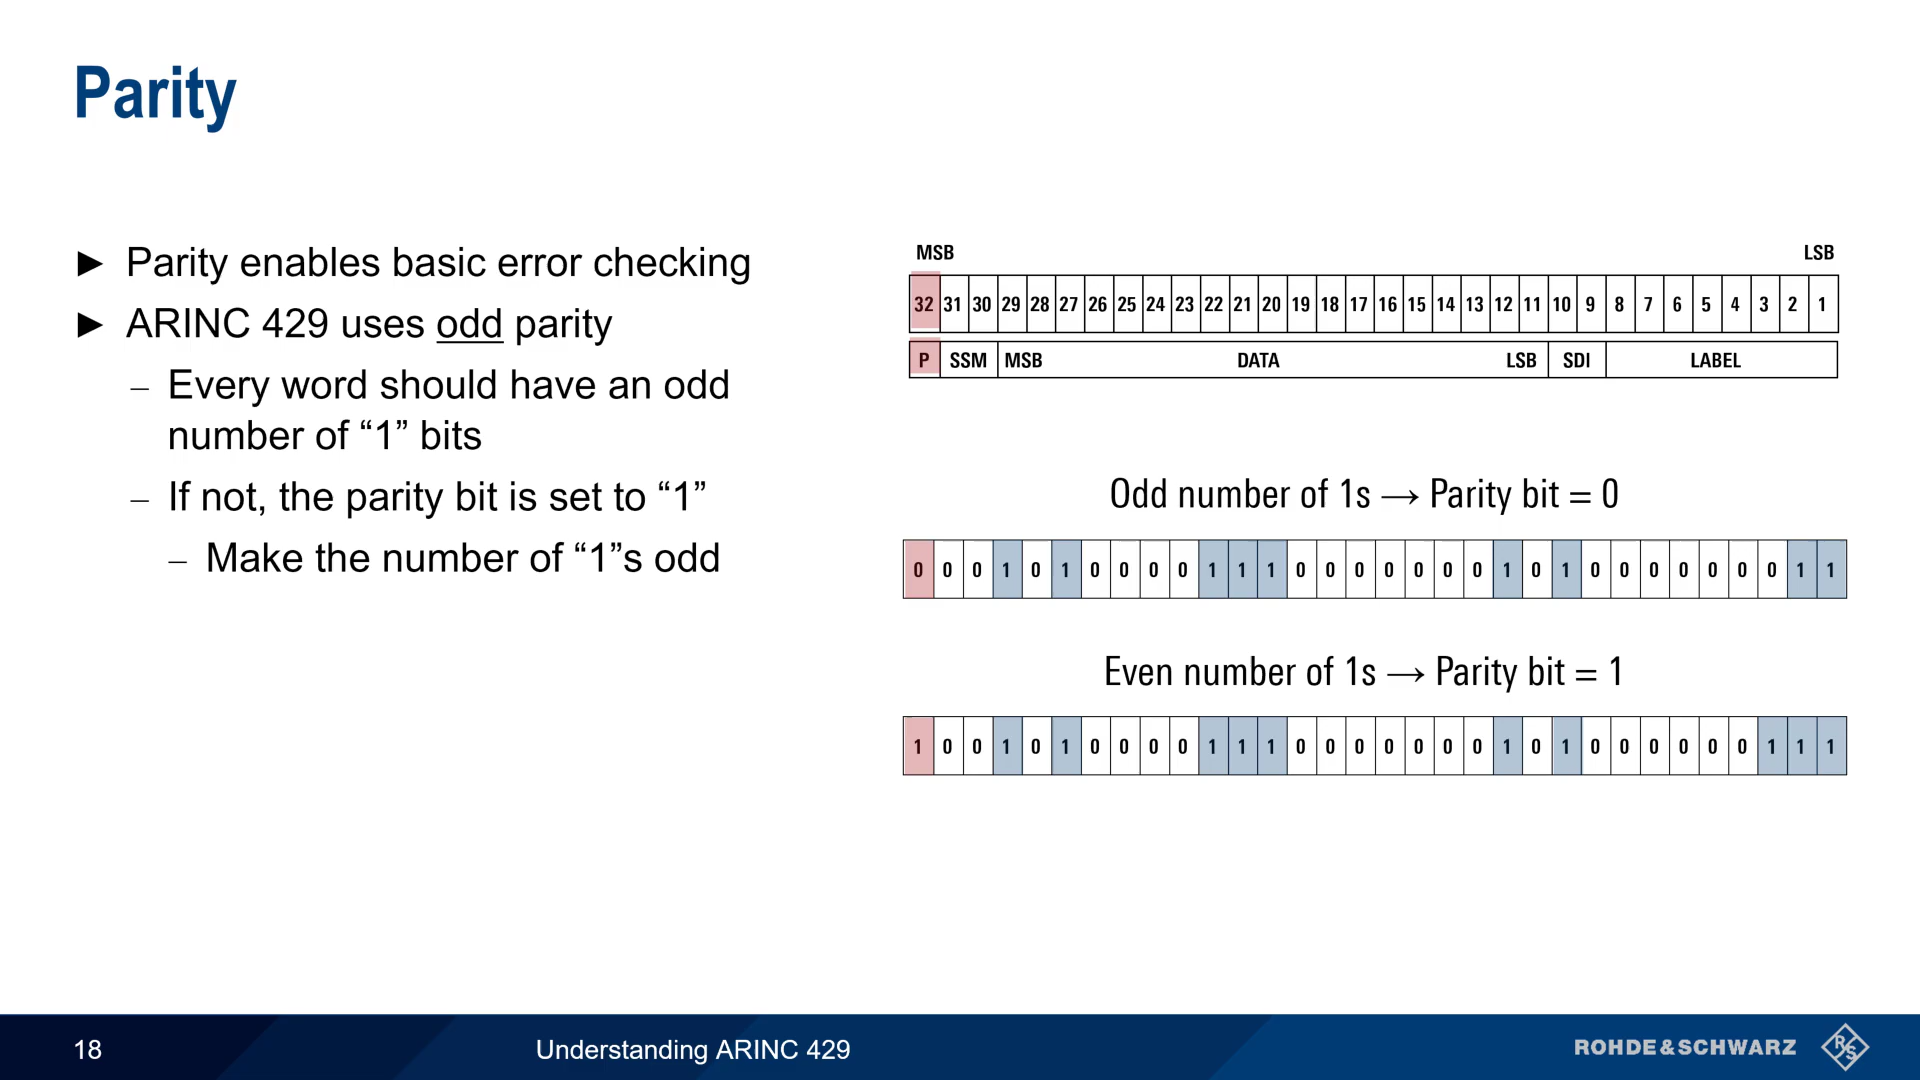 Parity
► Parity enables basic error checking
► ARINC 429 uses odd parity
– Every word should have an odd
number of “1” bits
– If not, the parity bit is set to “1”
– Make the number of “1”s odd
MSB LSB
32 31 30 29 28 27 26 25 24 23 22 21 20 19 18 17 16 15 14 13 12 11 10 9 8 7 6 5 4 3 2 1
P SSM MSB DATA LSB SDI LABEL
Odd number of 1s → Parity bit = 0
0 0 0 1 0 1 0 0 0 0 1 1 1 0 0 0 0 0 0 0 1 0 1 0 0 0 0 0 0 0 1 1
Even number of 1s → Parity bit = 1
1 0 0 1 0 1 0 0 0 0 1 1 1 0 0 0 0 0 0 0 1 0 1 0 0 0 0 0 0 1 1 1
18 Understanding ARINC 429 ROHDE & SCHWARZ RS